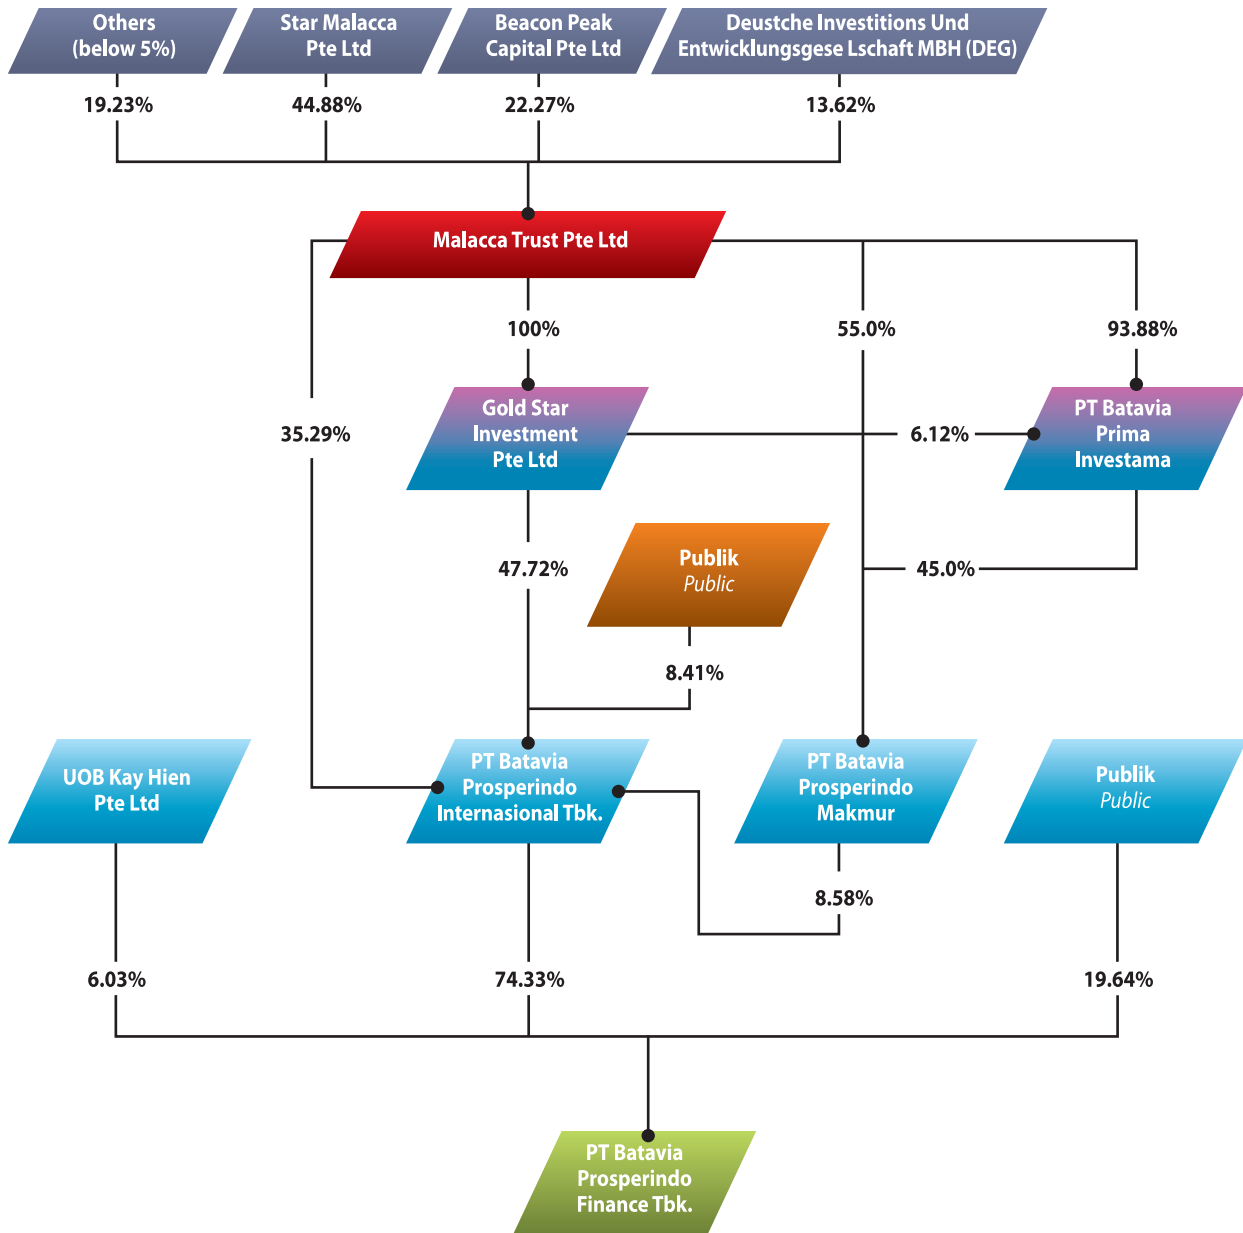 Others
(below 5%)
Star Malacca
Pte Ltd
Beacon Peak
Capital Pte Ltd
Deustche Investitions Und
Entwicklungsgese Lschaft MBH (DEG)
19.23%
44.88%
22.27%
13.62%
Malacca Trust Pte Ltd
100%
55.0%
93.88%
Gold Star
Investment
Pte Ltd
PT Batavia
Prima
Investama
35.29%
6.12%
47.72%
Publik
Public
45.0%
8.41%
UOB Kay Hien
Pte Ltd
PT Batavia
Prosperindo
Internasional Tbk.
PT Batavia
Prosperindo
Makmur
Publik
Public
8.58%
6.03%
74.33%
19.64%
PT Batavia
Prosperindo
Finance Tbk.